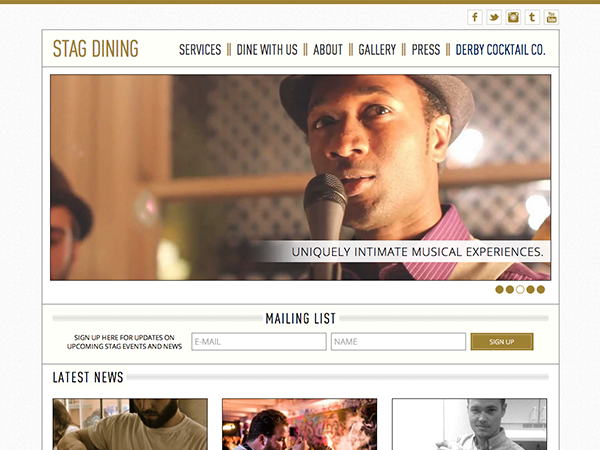 STAG DINING
SERVICES || DINE WITH US || ABOUT || GALLERY || PRESS || DERBY COCKTAIL CO.
UNIQUELY INTIMATE MUSICAL EXPERIENCES.
MAILING LIST
SIGN UP HERE FOR UPDATES ON
UPCOMING STAG EVENTS AND NEWS
E-MAIL
NAME
SIGN UP
LATEST NEWS